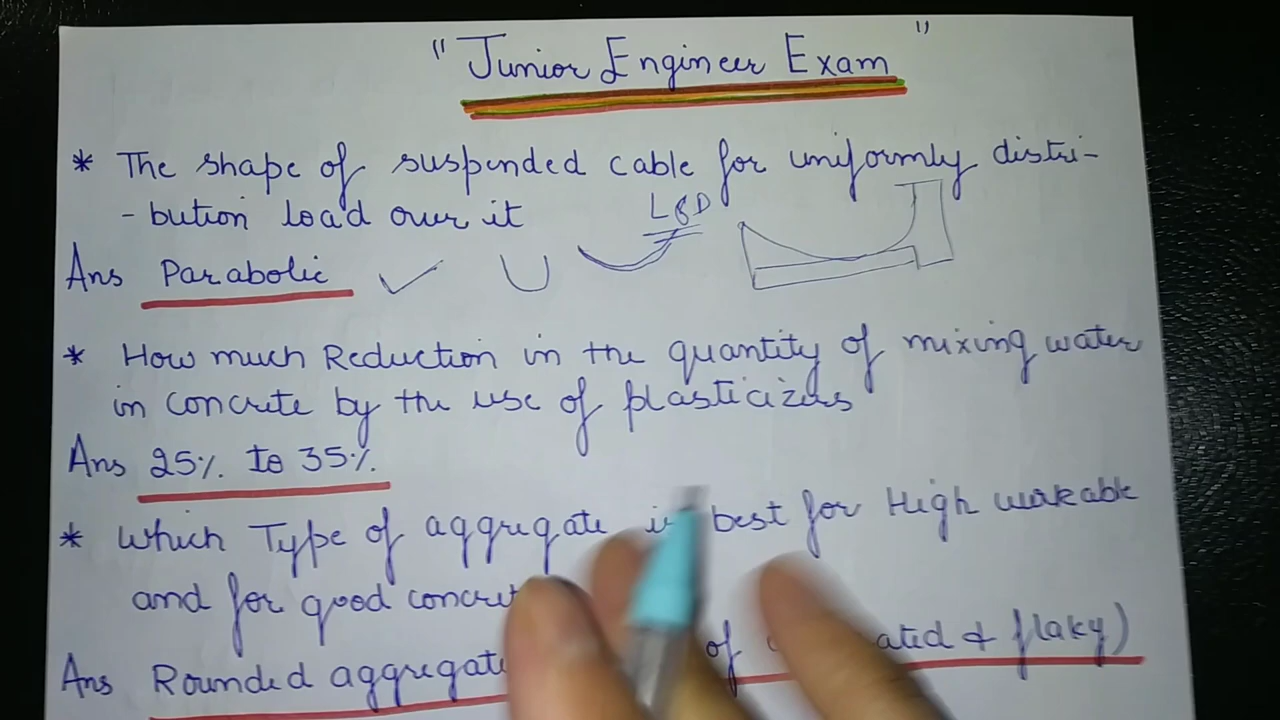 " Junior Engineer Exam "
* The shape of suspended cable for uniformly distri-
- bution load over it
L&D
Ans Parabolic
* How much Reduction in the quantity of mixing water
in concrete by the use of plasticizers
Ans 25% to 35%.
* Which Type of aggregate is best for High workable
and for good
Ans Rounded aggregate of & flaky)